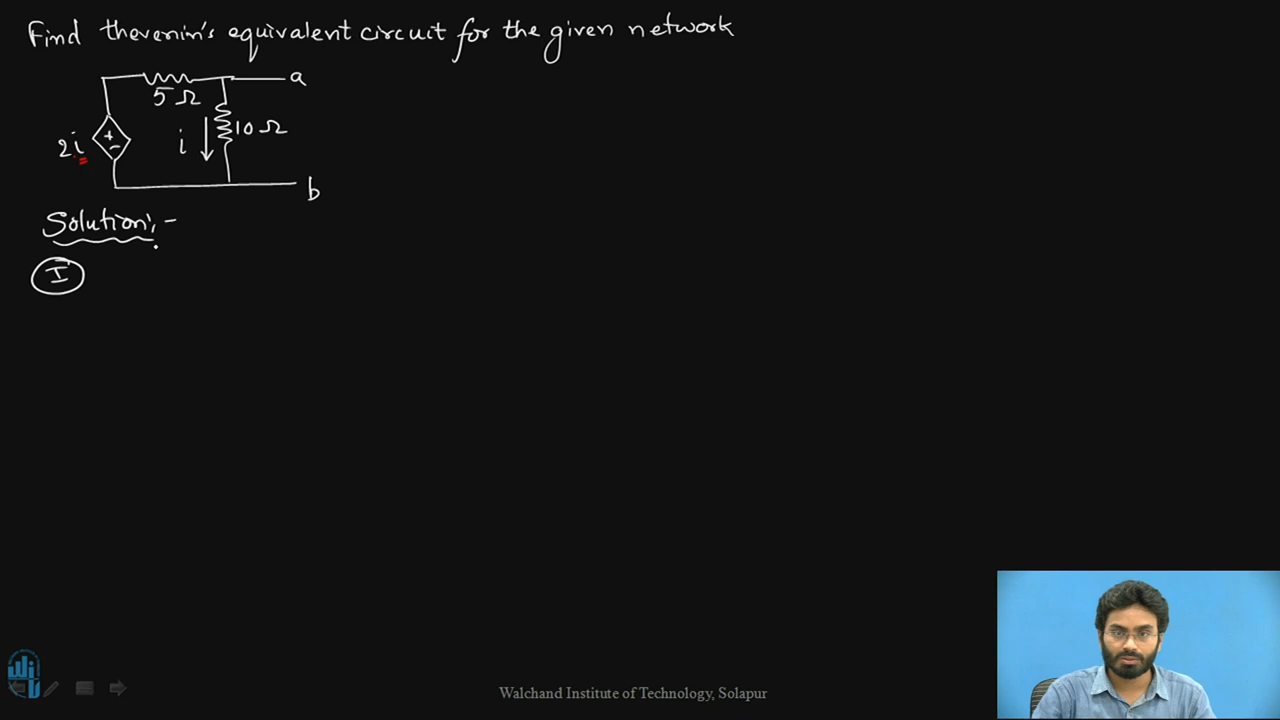 Find thevenin's equivalent circuit for the given network
a
5 Ω
2i
+
-
i
10 Ω
b
Solution:-
I
Walchand Institute of Technology, Solapur